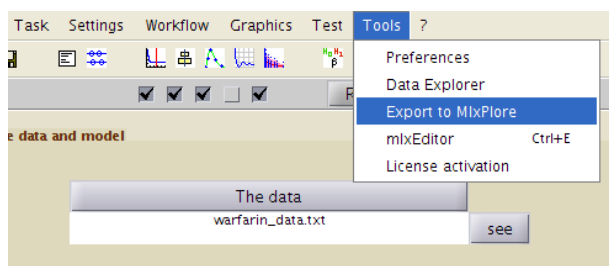 Task Settings Workflow Graphics Test Tools ?
H₀H₁
β
Preferences
Data Explorer
Export to MlxPlore
mlxEditor Ctrl+E
License activation
e data and model
The data
warfarin_data.txt
see